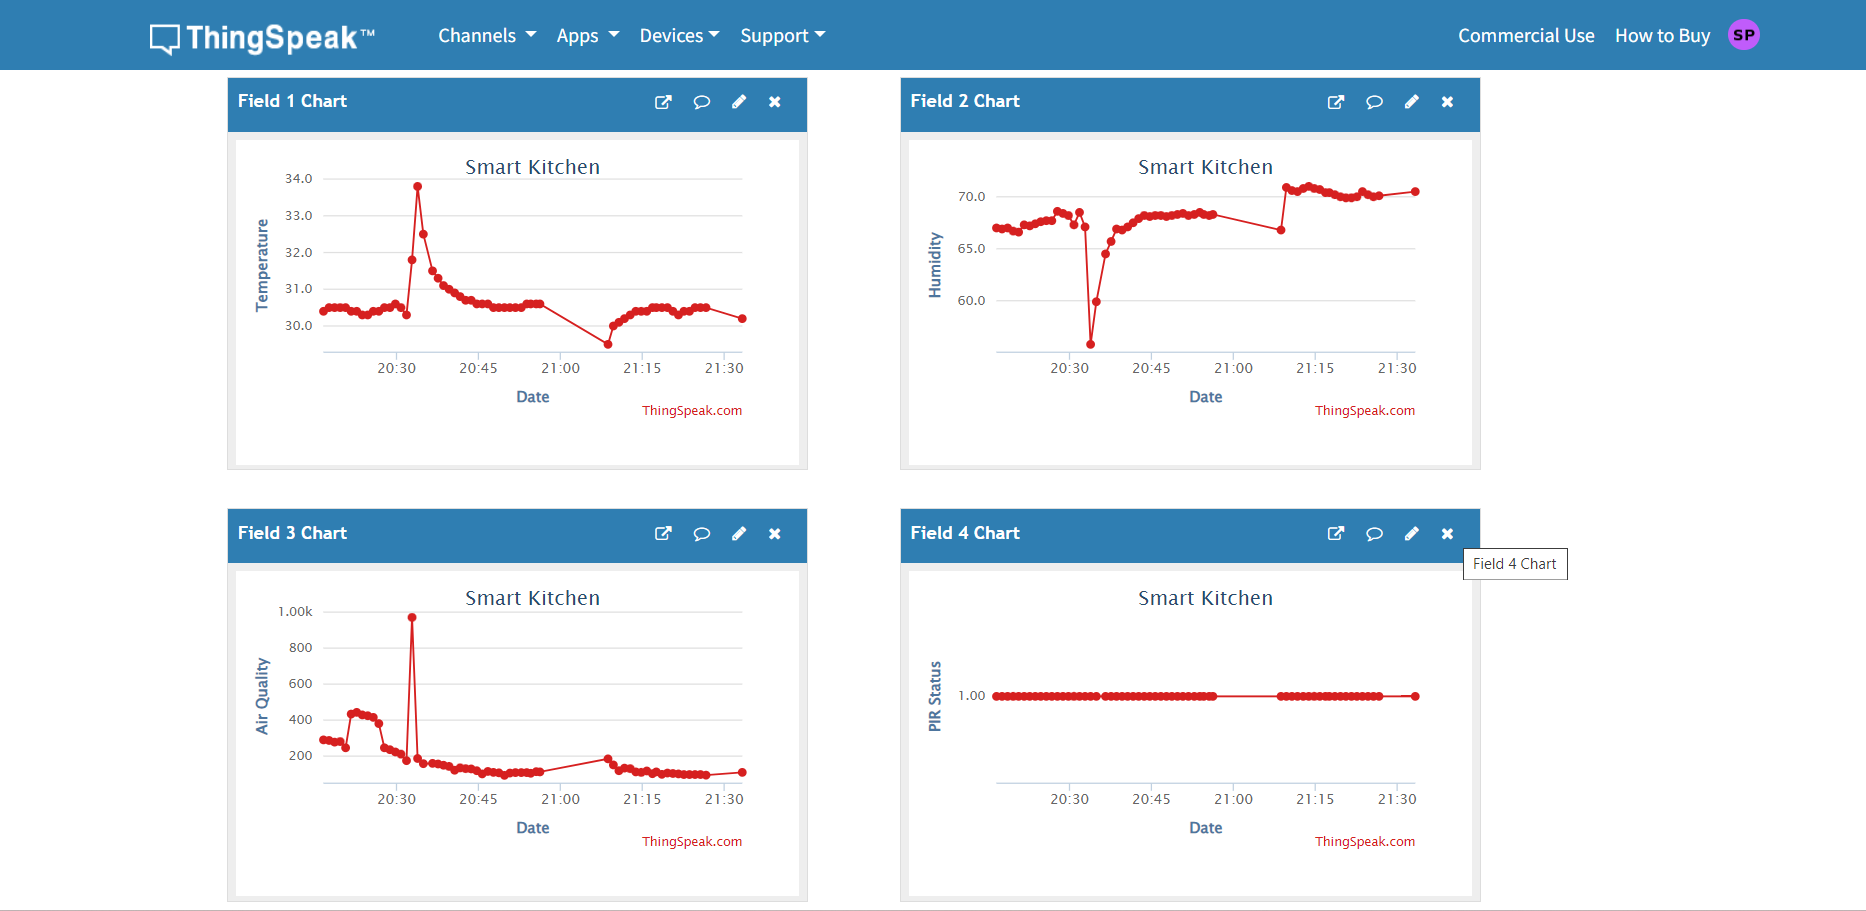 ThingSpeak™ Channels Apps Devices Support Commercial Use How to Buy SP
Field 1 Chart
Smart Kitchen
Temperature
34.0
33.0
32.0
31.0
30.0
20:30 20:45 21:00 21:15 21:30
Date
ThingSpeak.com
Field 2 Chart
Smart Kitchen
Humidity
70.0
65.0
60.0
20:30 20:45 21:00 21:15 21:30
Date
ThingSpeak.com
Field 3 Chart
Smart Kitchen
Air Quality
1.00k
800
600
400
200
20:30 20:45 21:00 21:15 21:30
Date
ThingSpeak.com
Field 4 Chart
Field 4 Chart
Smart Kitchen
PIR Status
1.00
20:30 20:45 21:00 21:15 21:30
Date
ThingSpeak.com